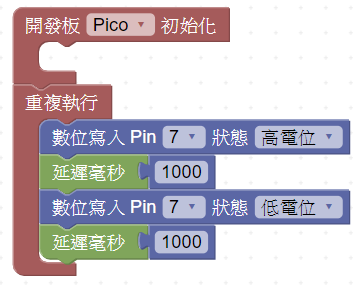 開發板 Pico 初始化
重複執行
數位寫入 Pin 7 狀態 高電位
延遲毫秒 1000
數位寫入 Pin 7 狀態 低電位
延遲毫秒 1000